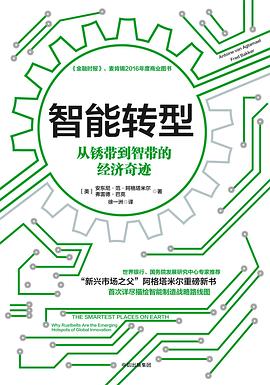 Antoine van Agtmael
Fred Bakker
《金融时报》、麦肯锡2016年度商业图书
智能转型
从锈带到智带的
经济奇迹
［美］ 安东尼·范·阿格塔米尔
弗雷德·巴克 著
徐一洲 译
世界银行、国务院发展研究中心专家推荐
“新兴市场之父”阿格塔米尔重磅新书
首次详尽描绘智能制造战略路线图
THE SMARTEST PLACES ON EARTH
Why Rustbelts Are the Emerging
Hotspots of Global Innovation
中信出版集团